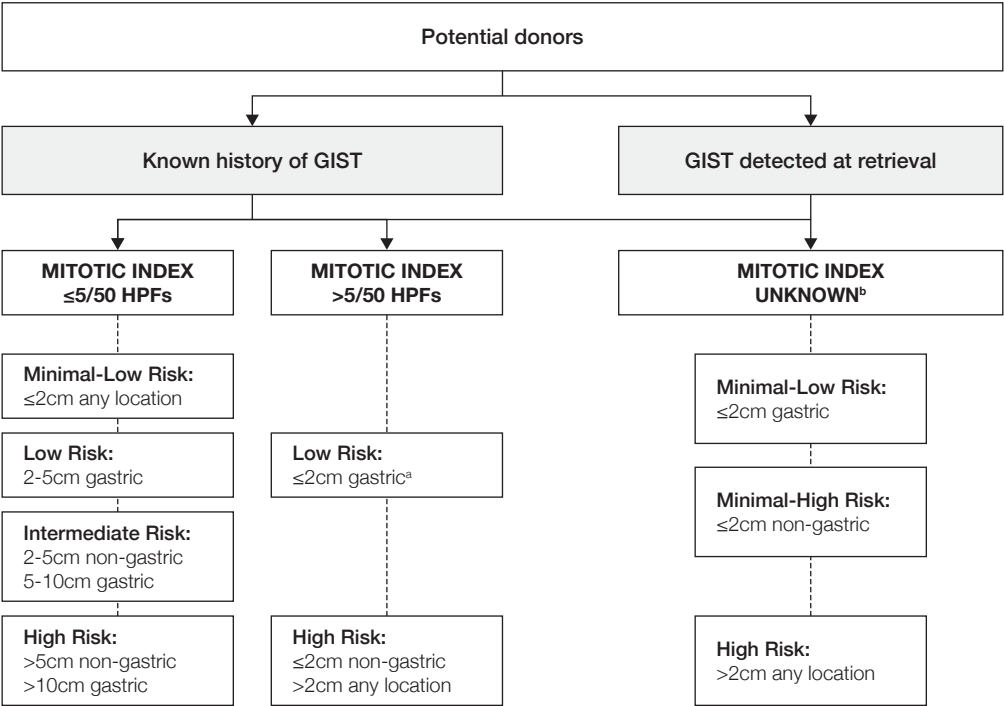 Potential donors
Known history of GIST
GIST detected at retrieval
MITOTIC INDEX
≤5/50 HPFs
MITOTIC INDEX
>5/50 HPFs
MITOTIC INDEX
UNKNOWNᵇ
Minimal-Low Risk:
≤2cm any location
Low Risk:
2-5cm gastric
Intermediate Risk:
2-5cm non-gastric
5-10cm gastric
High Risk:
>5cm non-gastric
>10cm gastric
Low Risk:
≤2cm gastricᵃ
High Risk:
≤2cm non-gastric
>2cm any location
Minimal-Low Risk:
≤2cm gastric
Minimal-High Risk:
≤2cm non-gastric
High Risk:
>2cm any location